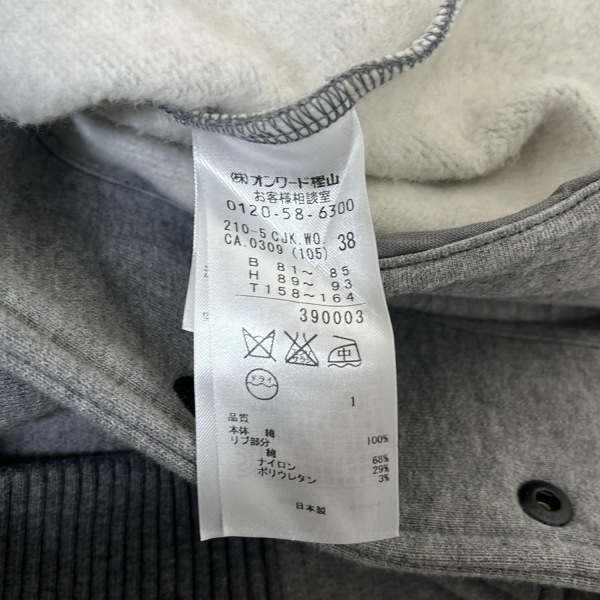 (株)オンワード樫山
お客様相談室
0120-58-6300
210-5 CJK.WO. 38
CA.0309 (105)
B 81～ 85
H 89～ 93
T158～164
390003
中
ドライ
1
品質
本体 綿 100%
リブ部分
綿 68%
ナイロン 29%
ポリウレタン 3%
日本製